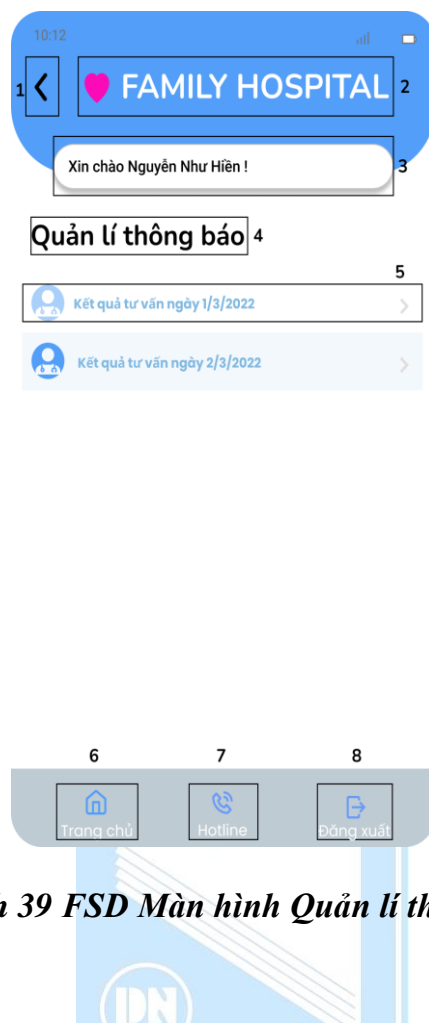 10:12
1
FAMILY HOSPITAL 2
Xin chào Nguyễn Như Hiền !
3
Quản lí thông báo 4
5
Kết quả tư vấn ngày 1/3/2022
Kết quả tư vấn ngày 2/3/2022
6 7 8
Trang chủ Hotline Đăng xuất
39 FSD Màn hình Quản lí
DN